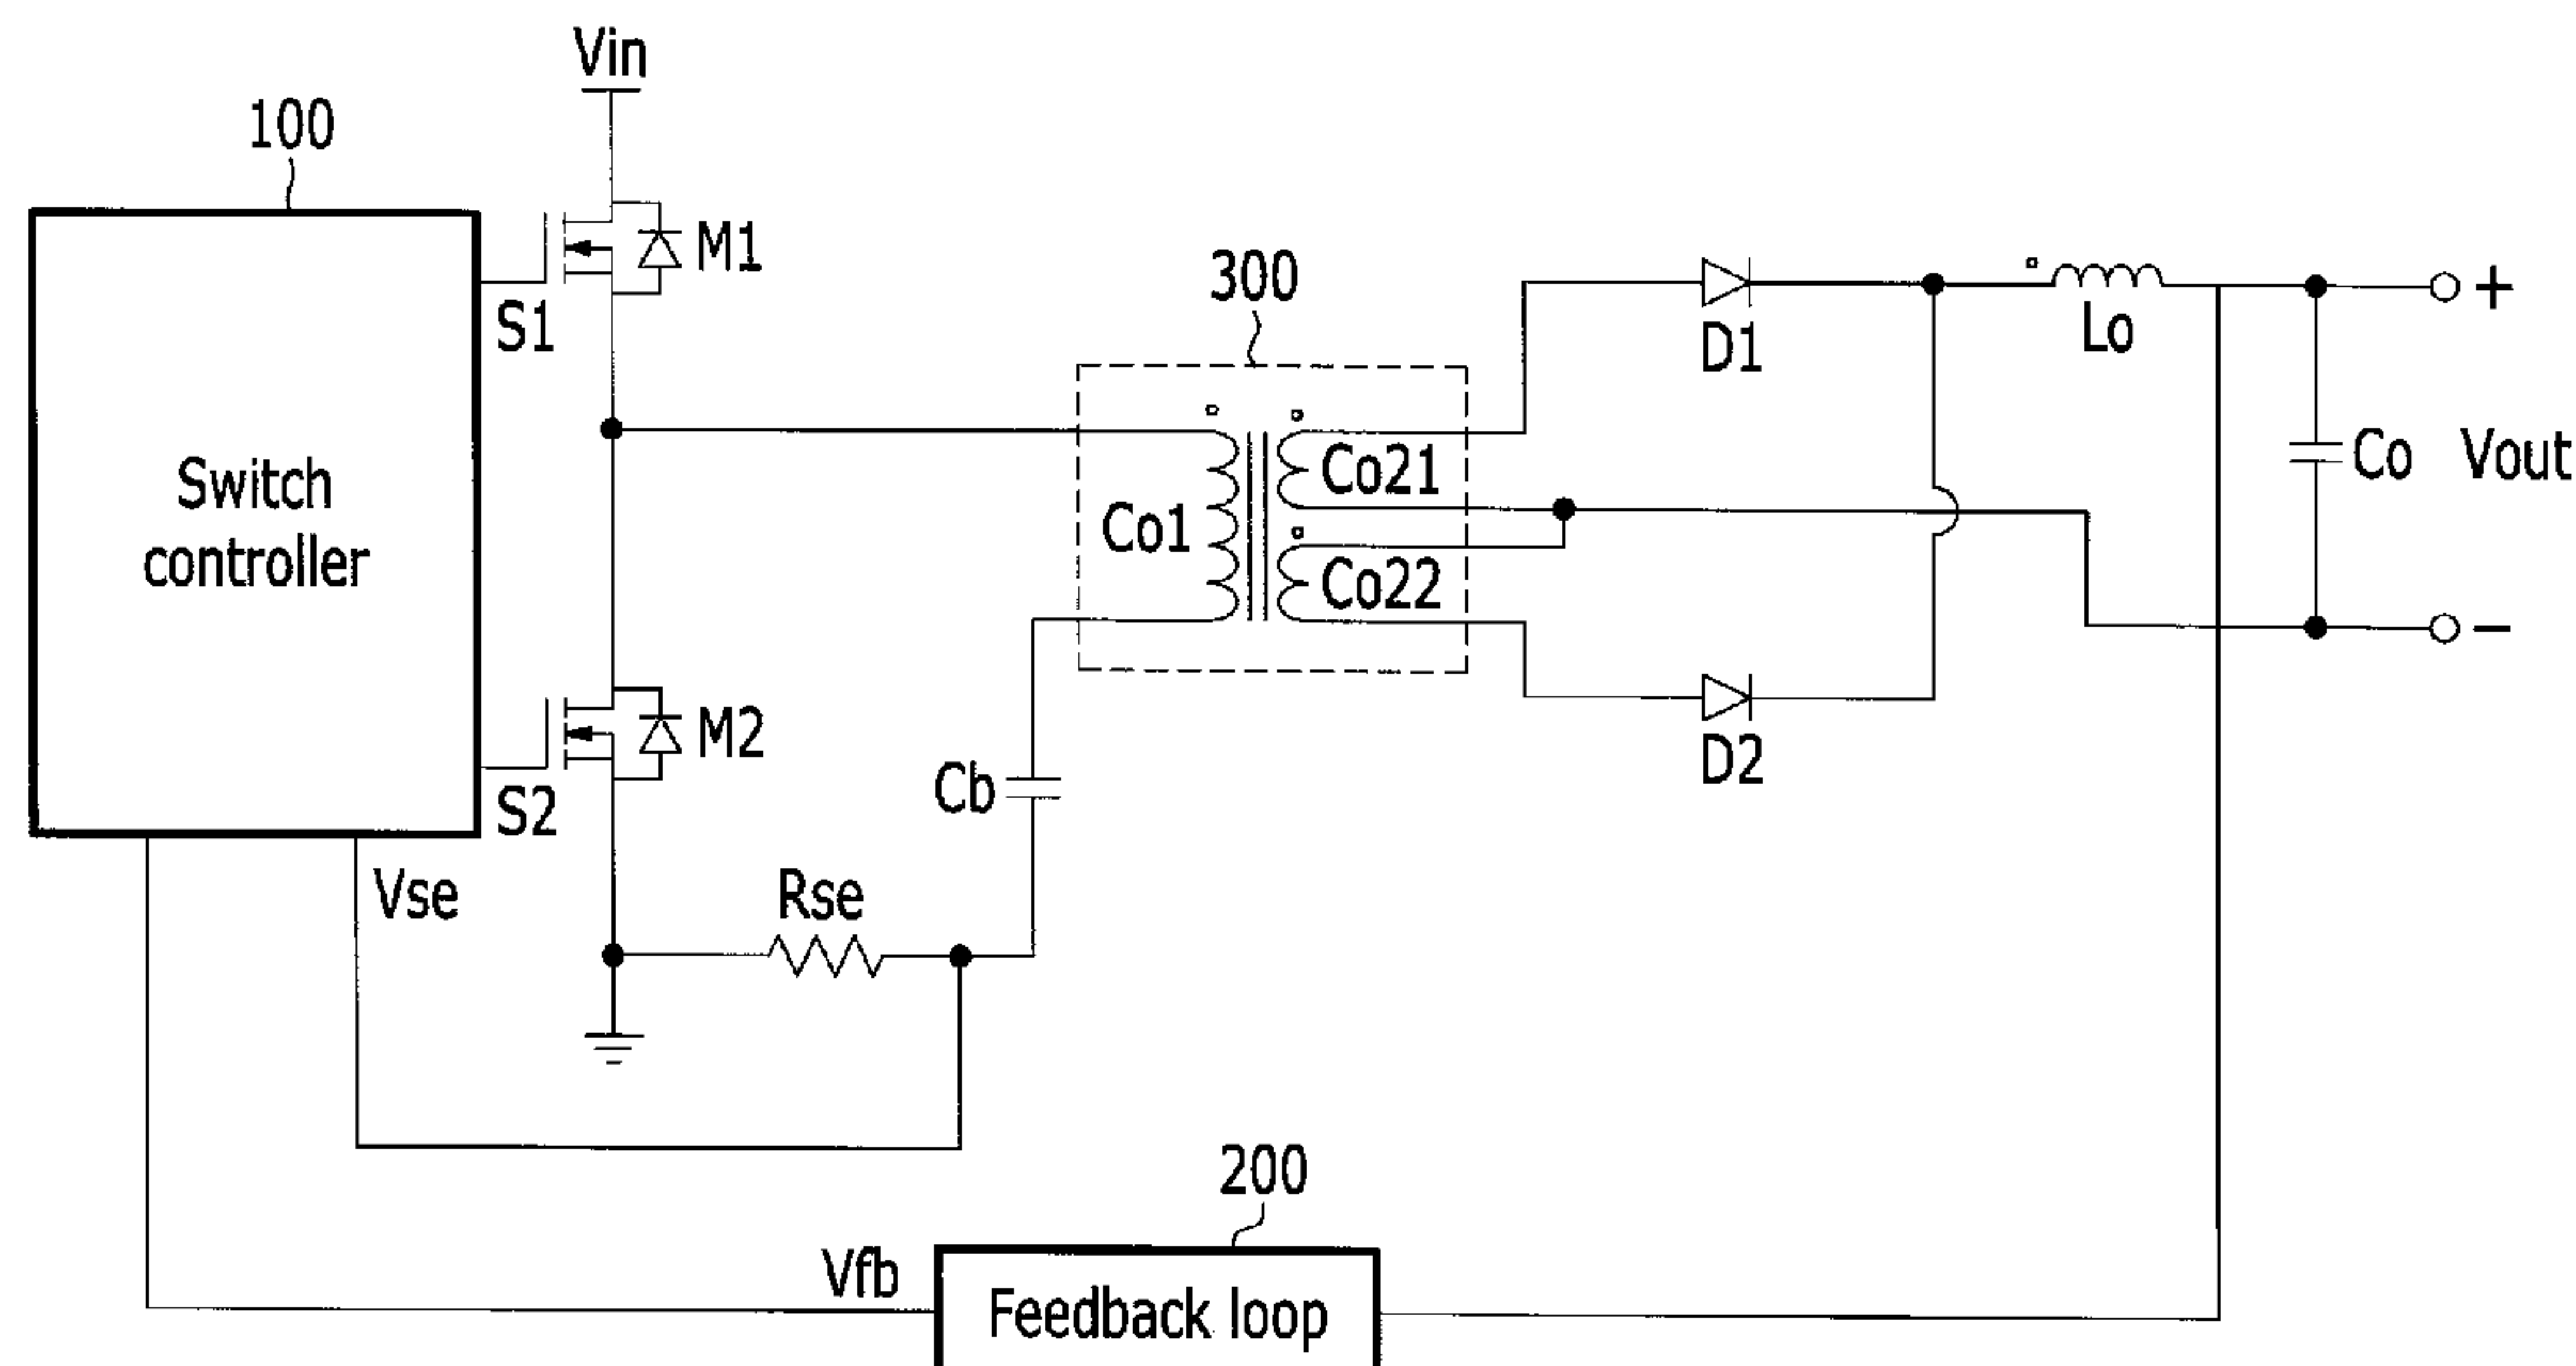 Vin
100
M1
S1
300
D1
Lo
+
Switch
controller
Co1
Co21
Co22
Co
Vout
−
M2
S2
D2
Cb
Vse
Rse
200
Vfb
Feedback loop